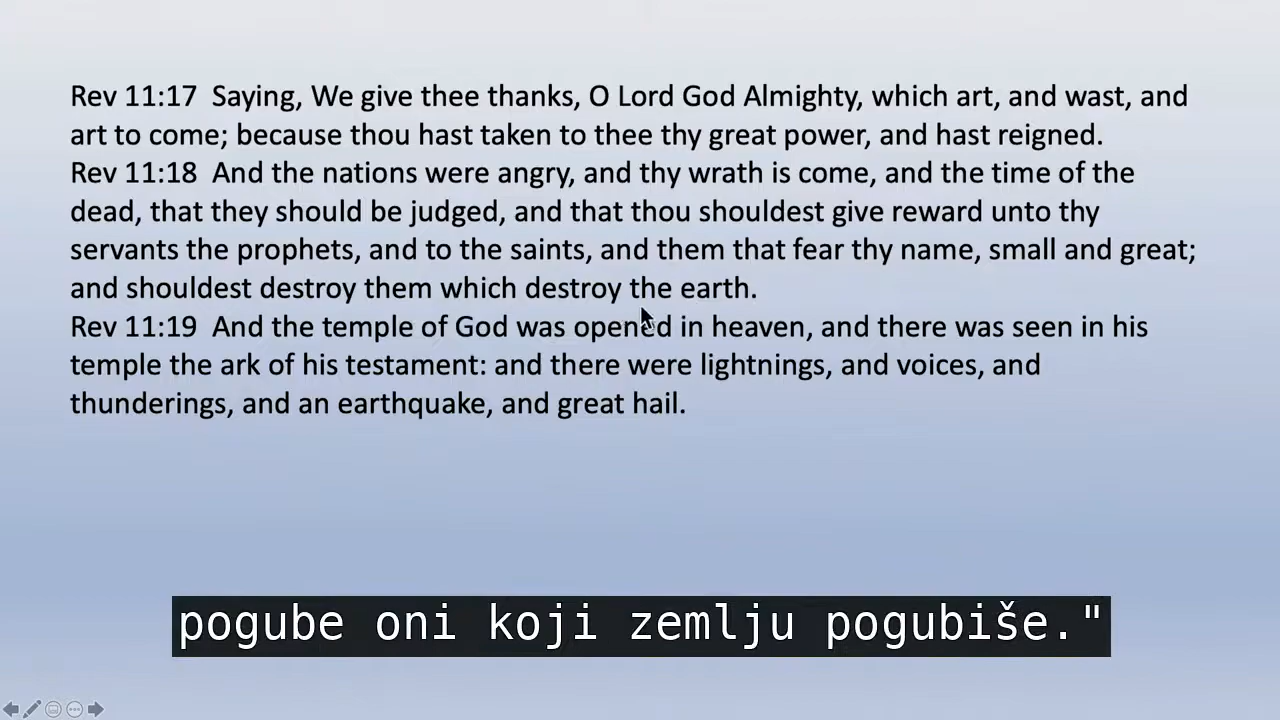 Rev 11:17  Saying, We give thee thanks, O Lord God Almighty, which art, and wast, and
art to come; because thou hast taken to thee thy great power, and hast reigned.
Rev 11:18  And the nations were angry, and thy wrath is come, and the time of the
dead, that they should be judged, and that thou shouldest give reward unto thy
servants the prophets, and to the saints, and them that fear thy name, small and great;
and shouldest destroy them which destroy the earth.
Rev 11:19  And the temple of God was opened in heaven, and there was seen in his
temple the ark of his testament: and there were lightnings, and voices, and
thunderings, and an earthquake, and great hail.
pogube oni koji zemlju pogubiše."